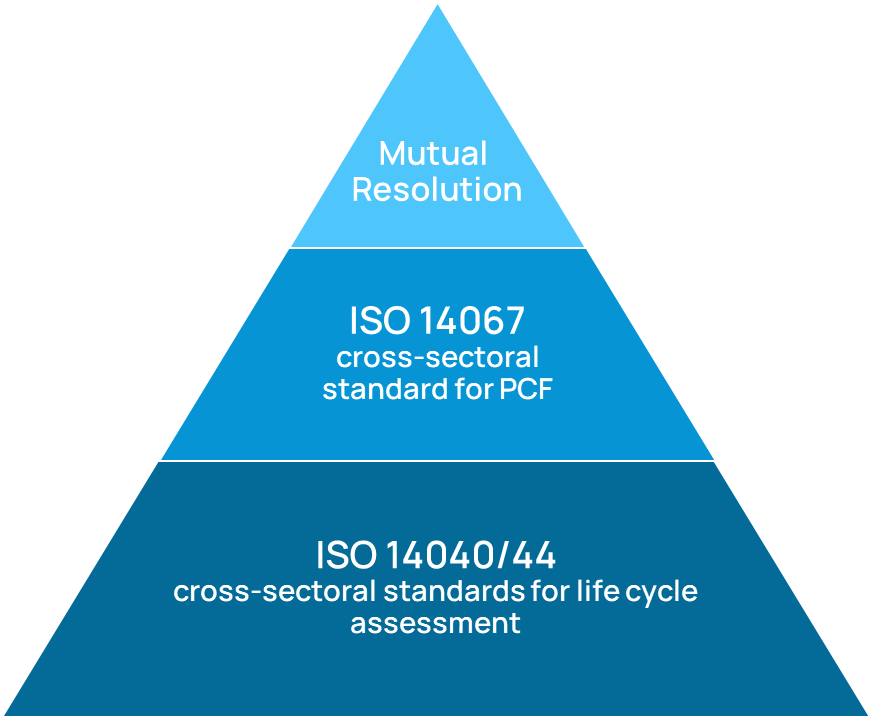 Mutual
Resolution
ISO 14067
cross-sectoral
standard for PCF
ISO 14040/44
cross-sectoral standards for life cycle
assessment